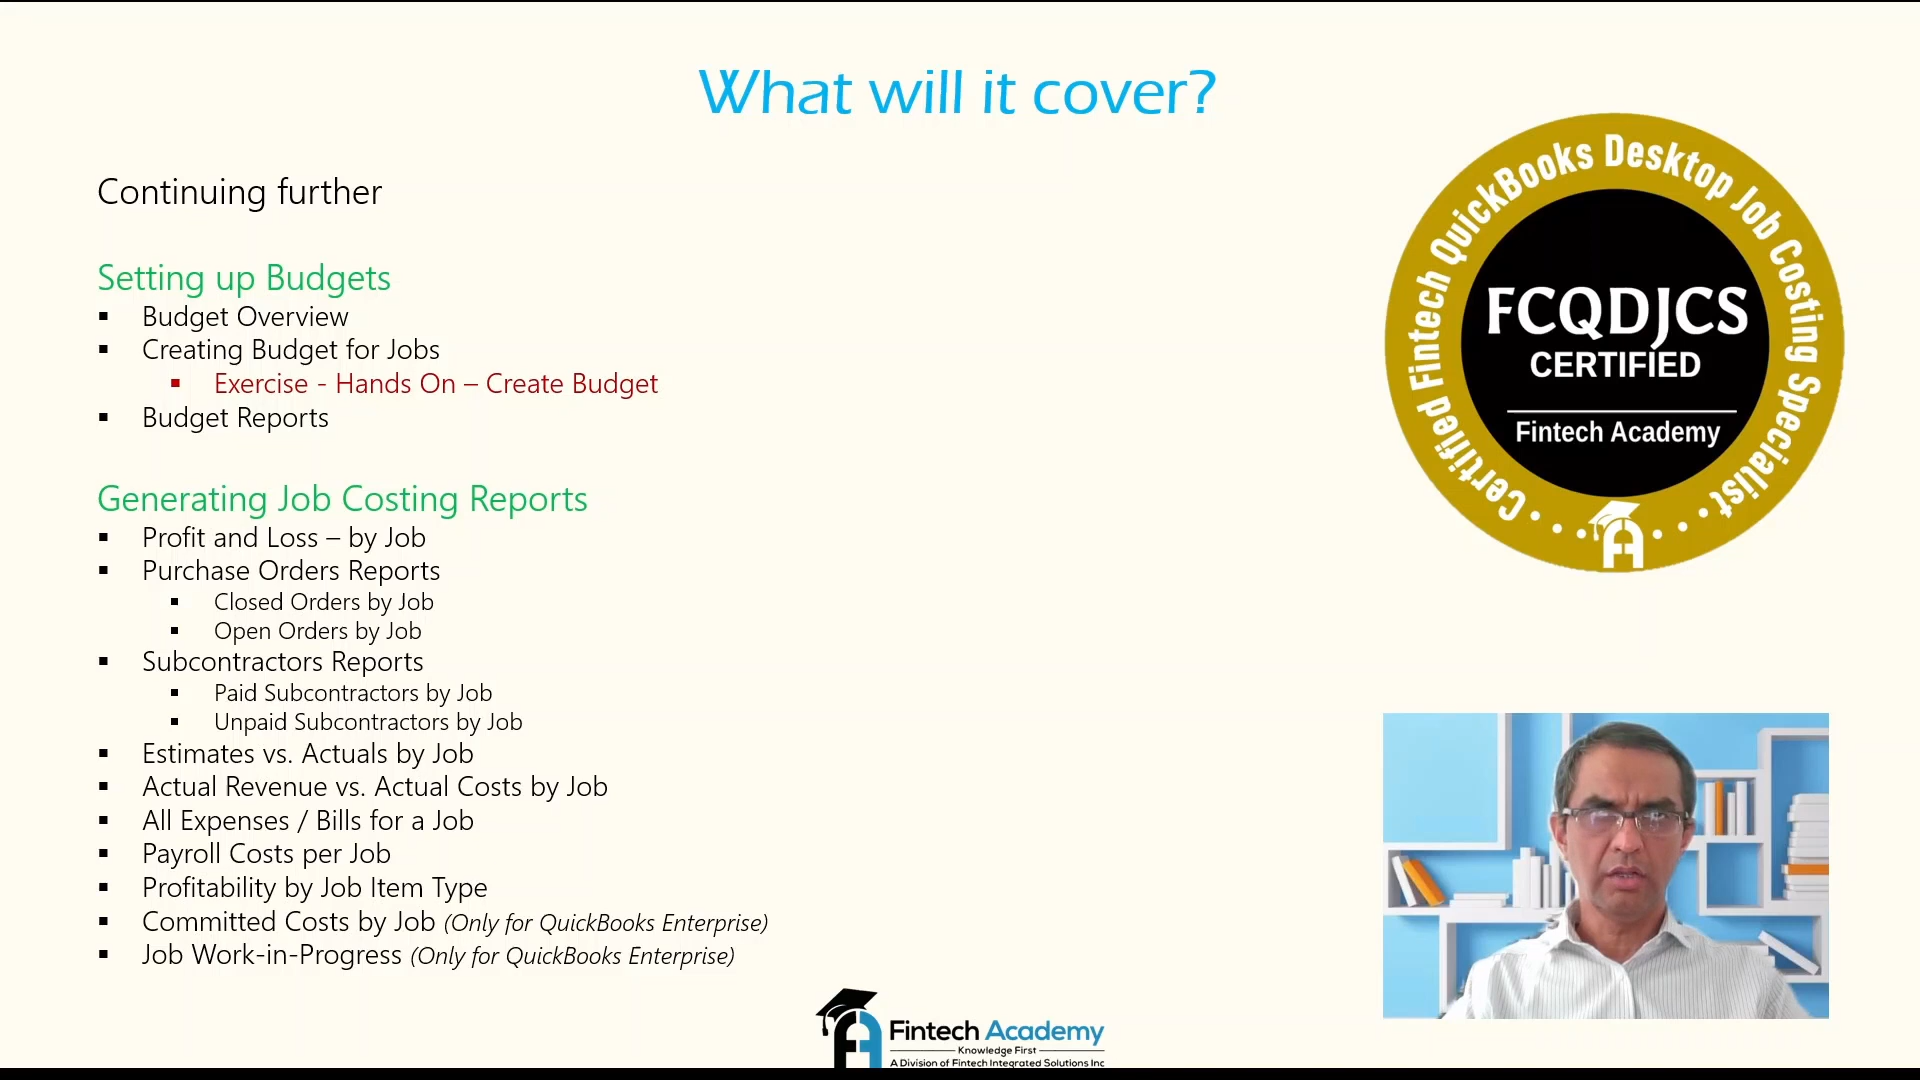 What will it cover?
Continuing further
Setting up Budgets
▪ Budget Overview
▪ Creating Budget for Jobs
▪ Exercise - Hands On – Create Budget
▪ Budget Reports
Generating Job Costing Reports
▪ Profit and Loss – by Job
▪ Purchase Orders Reports
▪ Closed Orders by Job
▪ Open Orders by Job
▪ Subcontractors Reports
▪ Paid Subcontractors by Job
▪ Unpaid Subcontractors by Job
▪ Estimates vs. Actuals by Job
▪ Actual Revenue vs. Actual Costs by Job
▪ All Expenses / Bills for a Job
▪ Payroll Costs per Job
▪ Profitability by Job Item Type
▪ Committed Costs by Job (Only for QuickBooks Enterprise)
▪ Job Work-in-Progress (Only for QuickBooks Enterprise)
Certified Fintech QuickBooks Desktop Job Costing Specialist
FCQDJCS
CERTIFIED
Fintech Academy
Fintech Academy
Knowledge First
A Division of Fintech Integrated Solutions Inc